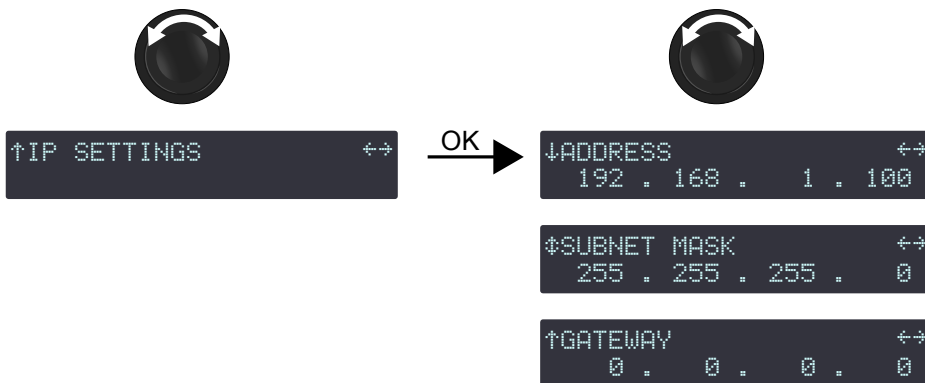 ↑IP SETTINGS ↔
OK
↓ADDRESS ↔
192 . 168 . 1 . 100
↕SUBNET MASK ↔
255 . 255 . 255 . 0
↑GATEWAY ↔
0 . 0 . 0 . 0